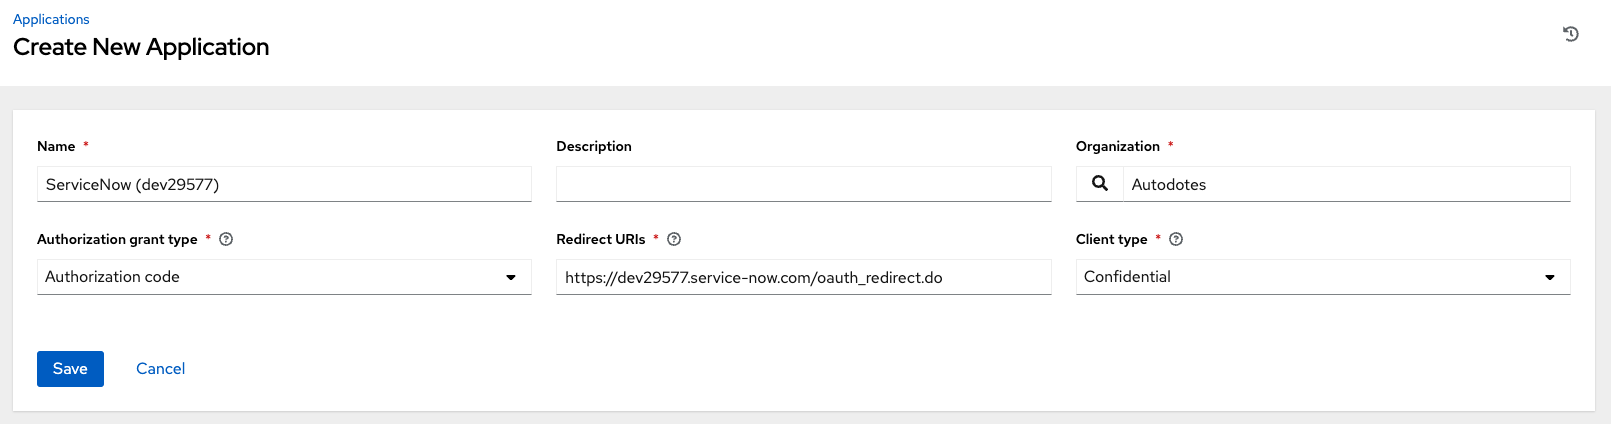 Applications
Create New Application
Name * Description Organization *
ServiceNow (dev29577) Autodotes
Authorization grant type * Redirect URIs * Client type *
Authorization code https://dev29577.service-now.com/oauth_redirect.do Confidential
Save Cancel